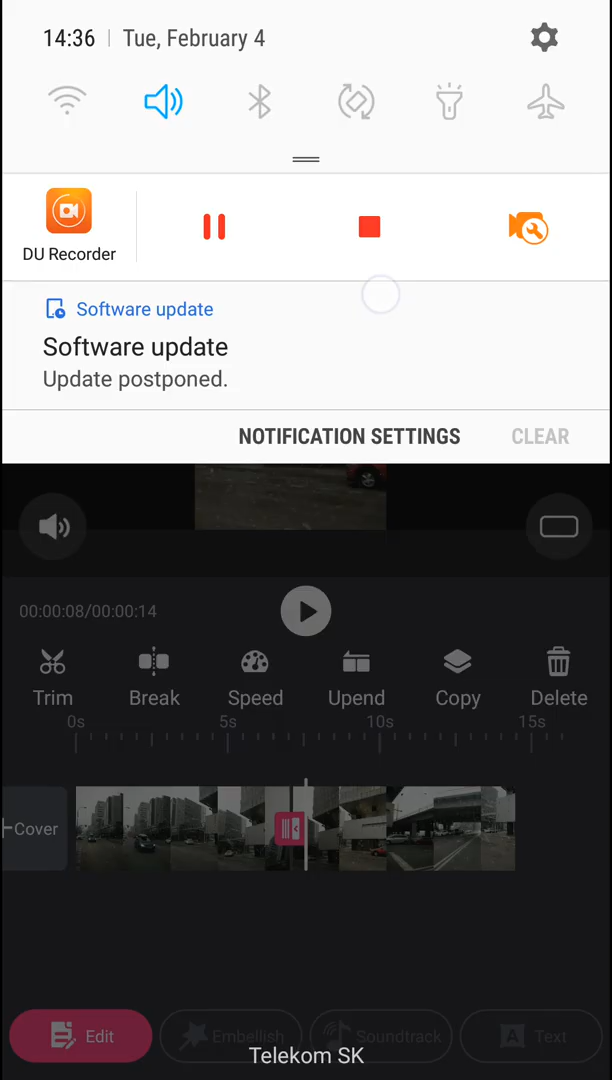 14:36 | Tue, February 4
DU Recorder
Software update
Software update
Update postponed.
NOTIFICATION SETTINGS CLEAR
00:00:08/00:00:14
Trim Break Speed Upend Copy Delete
0s 5s 10s 15s
+Cover
Edit Embellish Soundtrack A Text
Telekom SK